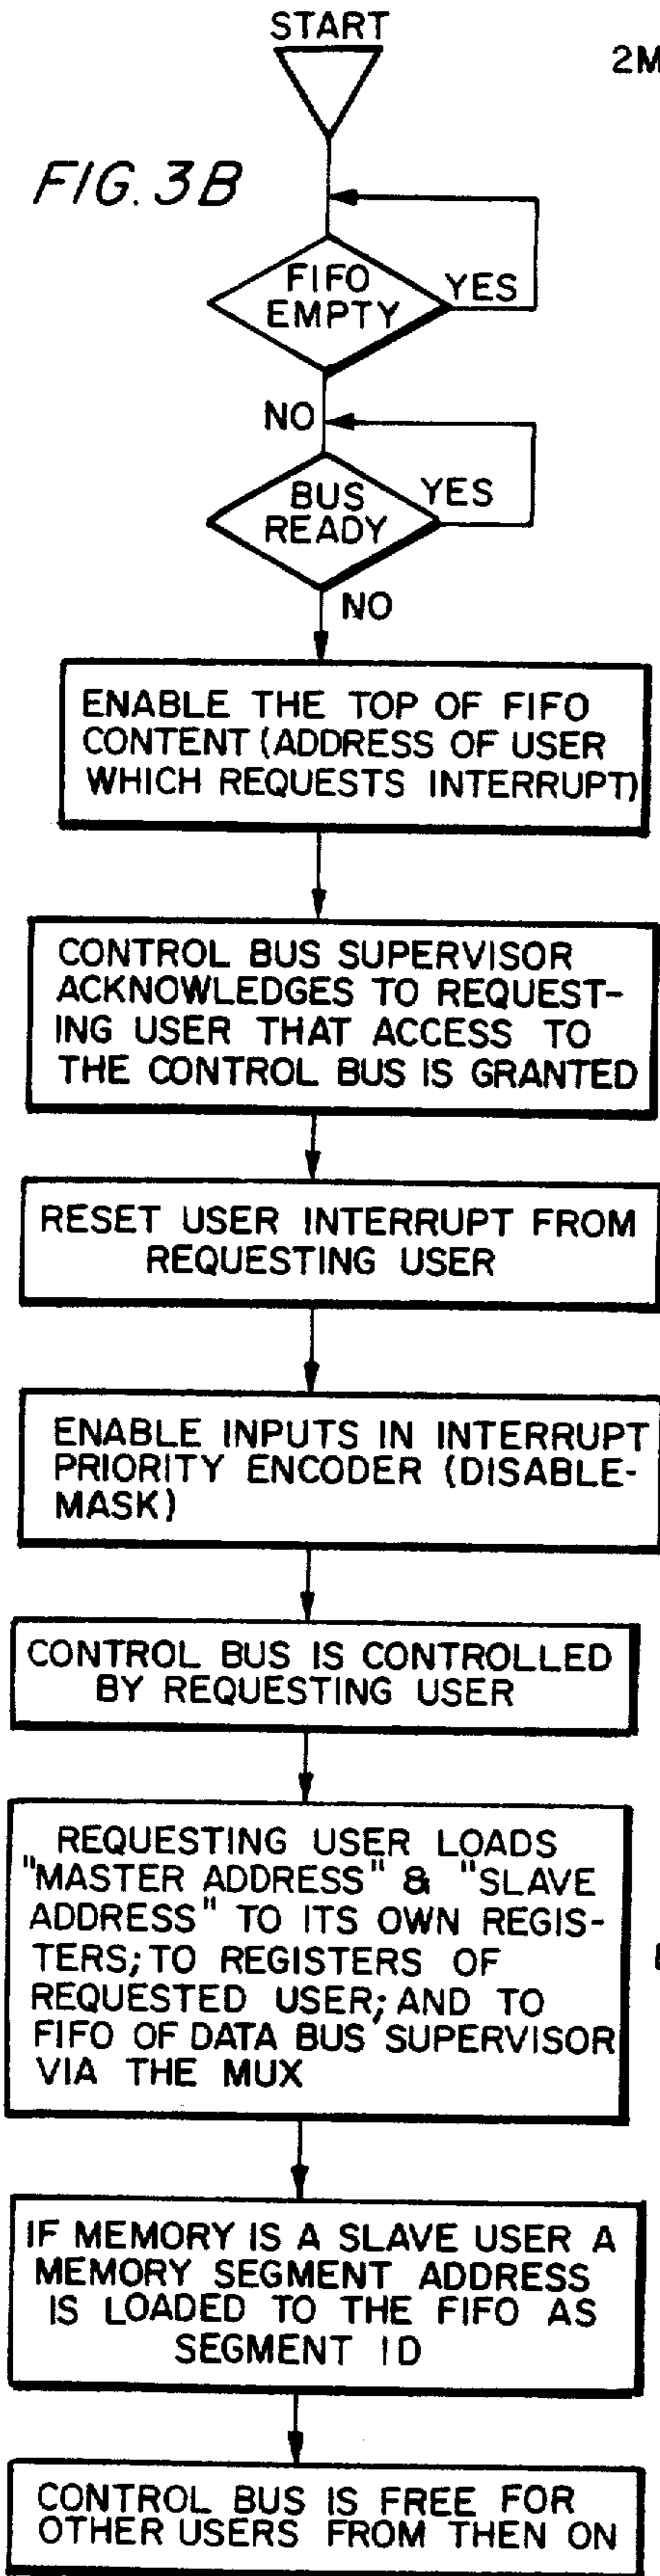 START
2M
FIG. 3B
FIFO
EMPTY
YES
NO
BUS
READY
YES
NO
ENABLE THE TOP OF FIFO
CONTENT (ADDRESS OF USER
WHICH REQUESTS INTERRUPT)
CONTROL BUS SUPERVISOR
ACKNOWLEDGES TO REQUEST-
ING USER THAT ACCESS TO
THE CONTROL BUS IS GRANTED
RESET USER INTERRUPT FROM
REQUESTING USER
ENABLE INPUTS IN INTERRUPT
PRIORITY ENCODER (DISABLE-
MASK)
CONTROL BUS IS CONTROLLED
BY REQUESTING USER
REQUESTING USER LOADS
"MASTER ADDRESS" & "SLAVE
ADDRESS" TO ITS OWN REGIS-
TERS; TO REGISTERS OF
REQUESTED USER; AND TO
FIFO OF DATA BUS SUPERVISOR
VIA THE MUX
IF MEMORY IS A SLAVE USER A
MEMORY SEGMENT ADDRESS
IS LOADED TO THE FIFO AS
SEGMENT ID
CONTROL BUS IS FREE FOR
OTHER USERS FROM THEN ON